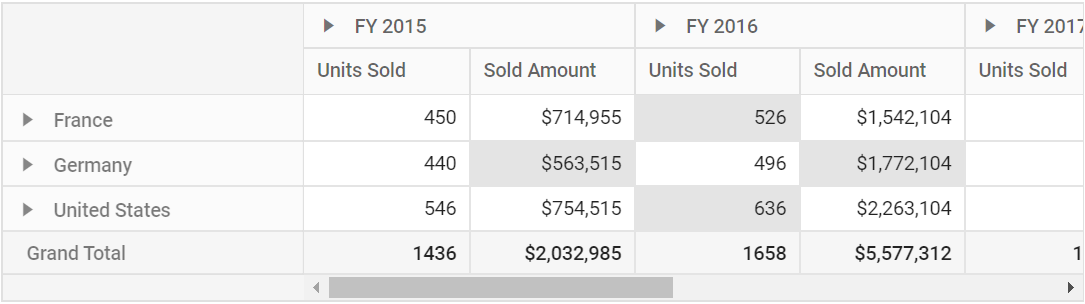 FY 2015 FY 2016 FY 2017
Units Sold Sold Amount Units Sold Sold Amount Units Sold
France 450 $714,955 526 $1,542,104
Germany 440 $563,515 496 $1,772,104
United States 546 $754,515 636 $2,263,104
Grand Total 1436 $2,032,985 1658 $5,577,312 1